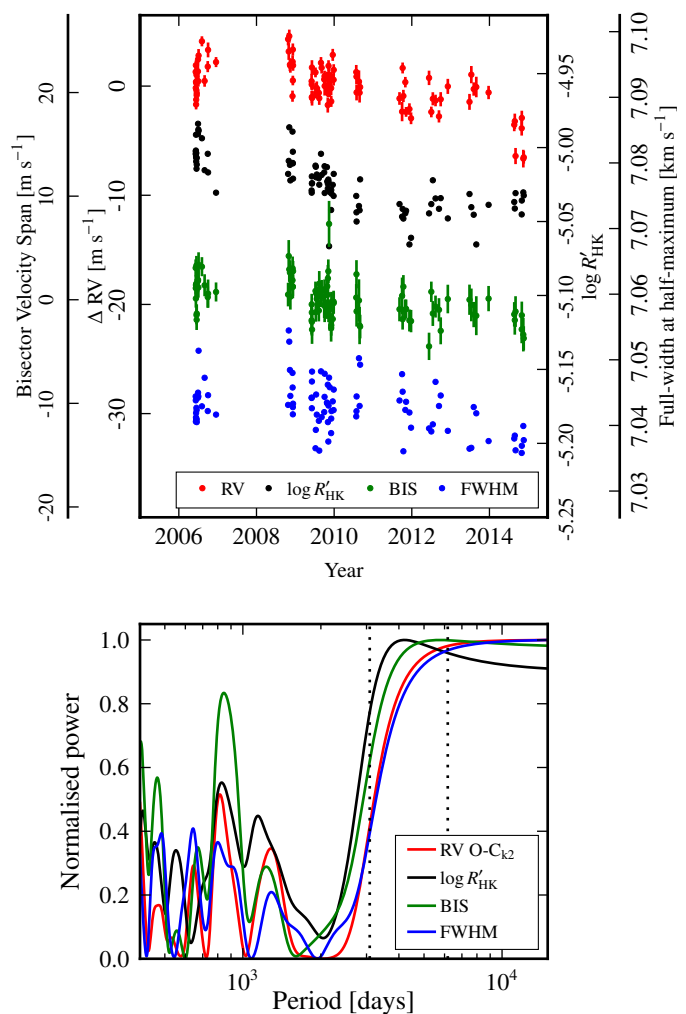 Bisector Velocity Span [m s⁻¹]
20
10
0
-10
-20
Δ RV [m s⁻¹]
0
-10
-20
-30
RV
log R′HK
BIS
FWHM
2006
2008
2010
2012
2014
Year
-4.95
-5.00
-5.05
-5.10
-5.15
-5.20
-5.25
log R′HK
7.10
7.09
7.08
7.07
7.06
7.05
7.04
7.03
Full-width at half-maximum [km s⁻¹]
Normalised power
1.0
0.8
0.6
0.4
0.2
0.0
RV O-Ck2
log R′HK
BIS
FWHM
10³
10⁴
Period [days]